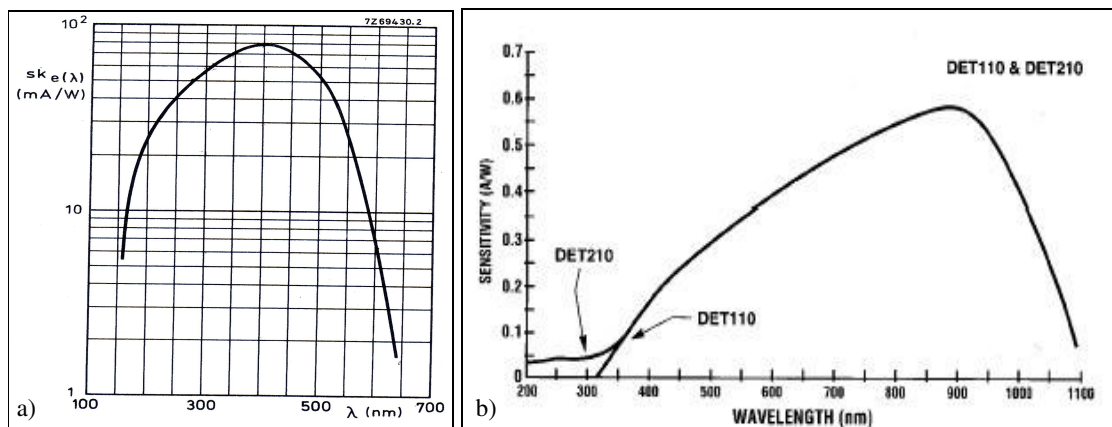 7Z69430.2
10²
sk e(λ)
(mA/W)
10
1
100 300 500 λ (nm) 700
a)
0.7
0.6
0.5
0.4
0.3
0.2
0.1
0
SENSITIVITY (A/W)
DET110 & DET210
DET210
DET110
200 300 400 500 600 700 800 900 1000 1100
WAVELENGTH (nm)
b)